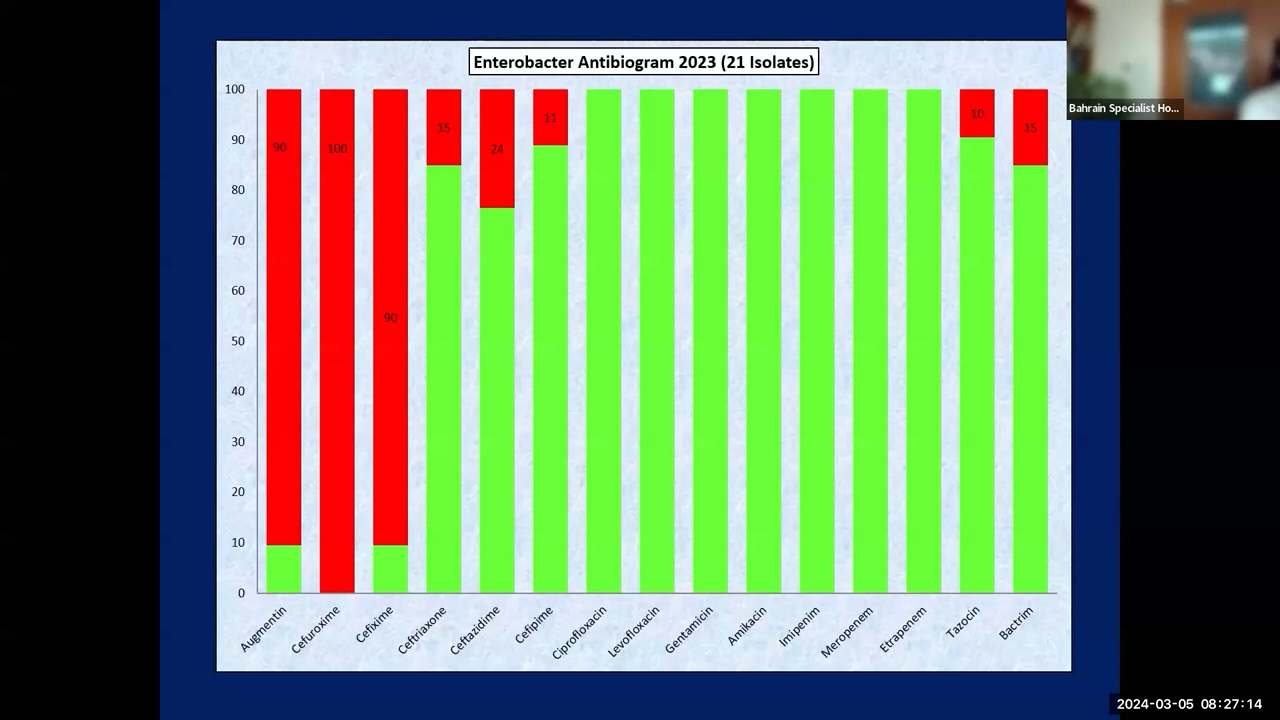 Enterobacter Antibiogram 2023 (21 Isolates)
Bahrain Specialist Ho...
100
90
80
70
60
50
40
30
20
10
0
90
100
90
15
24
11
10
15
Augmentin
Cefuroxime
Cefixime
Ceftriaxone
Ceftazidime
Cefipime
Ciprofloxacin
Levofloxacin
Gentamicin
Amikacin
Imipenim
Meropenem
Etrapenem
Tazocin
Bactrim
2024-03-05 08:27:14